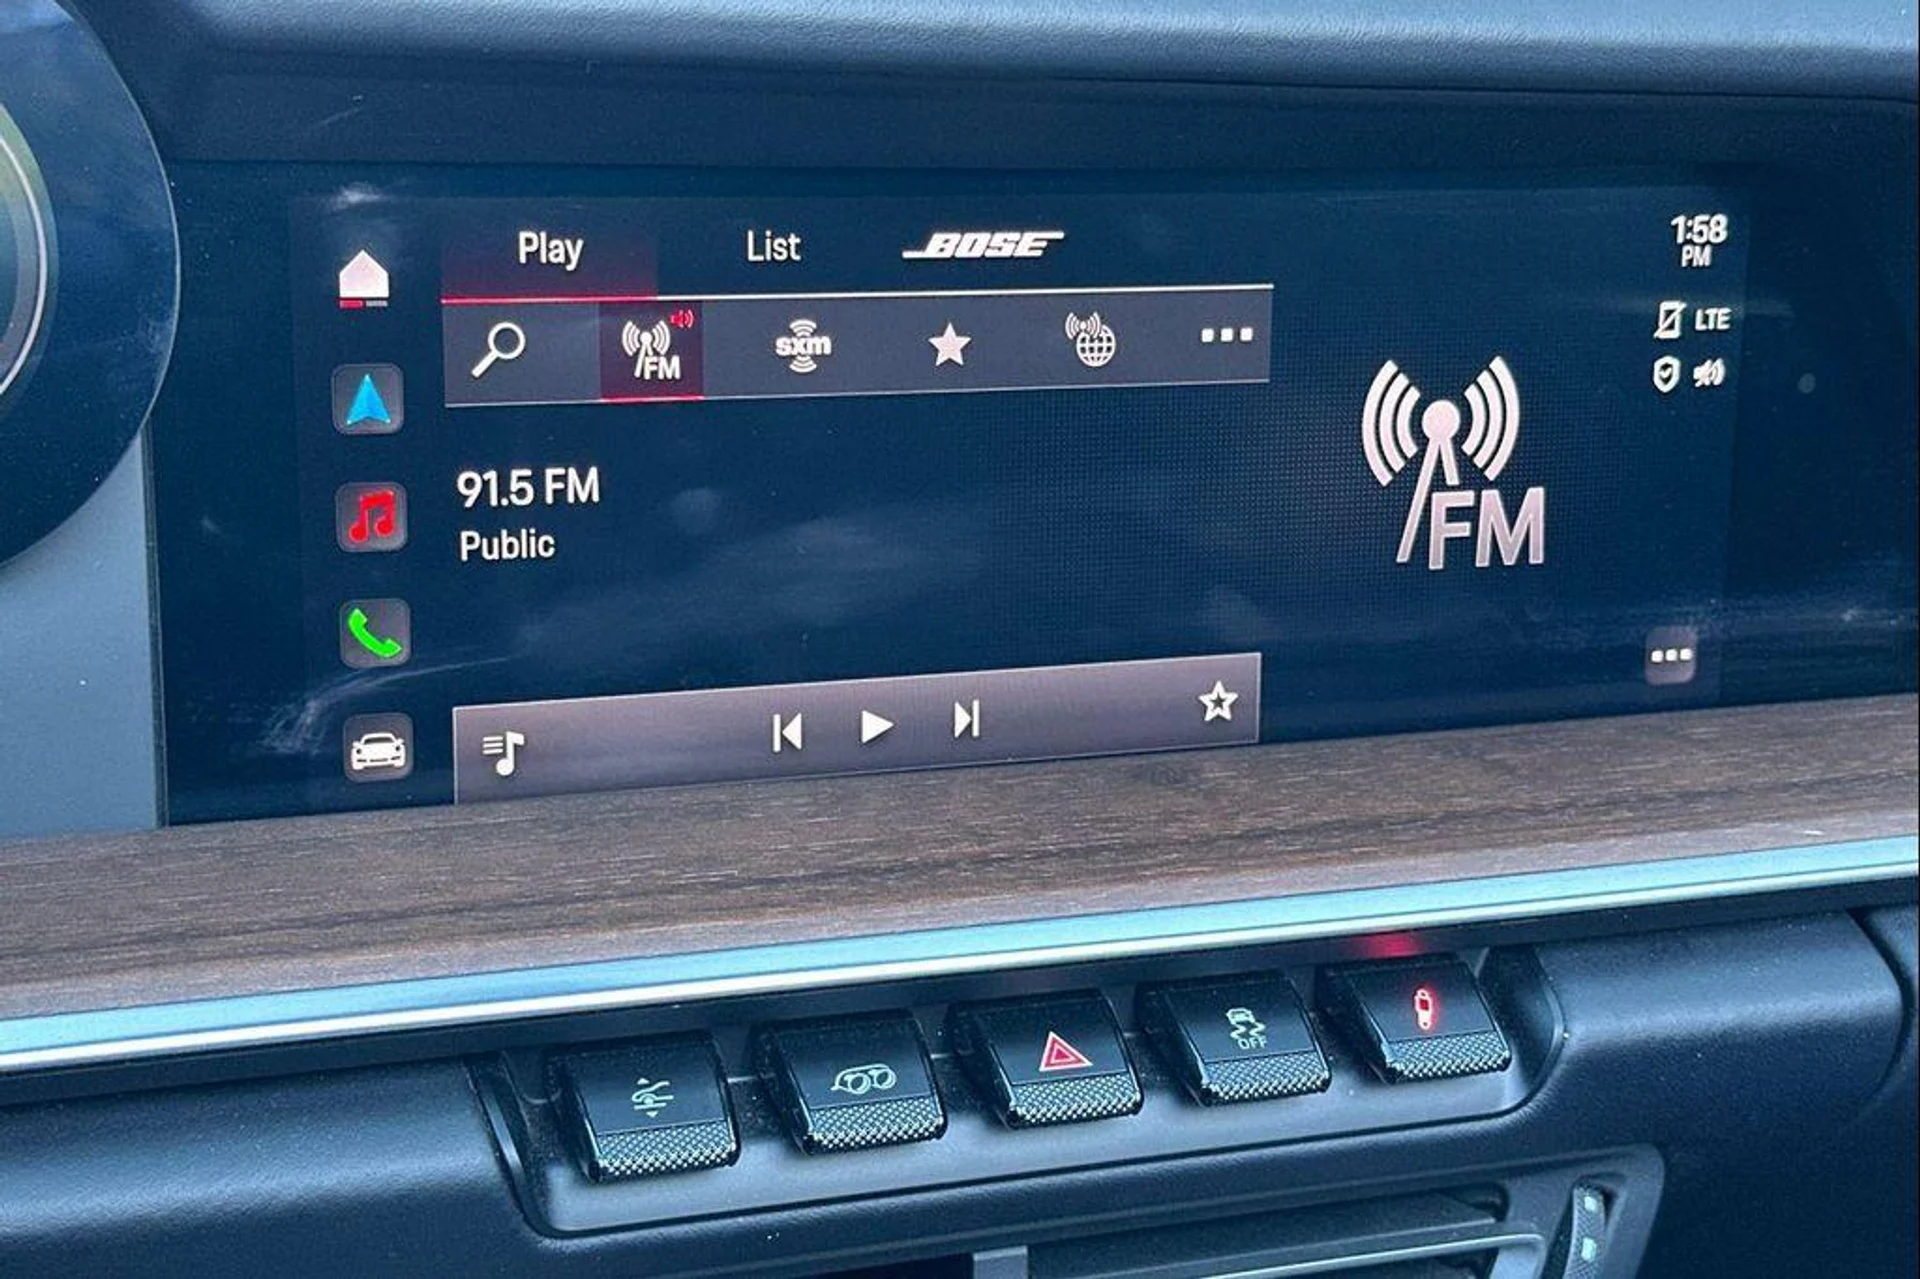 Play
List
BOSE
1:58
PM
FM
sxm
LTE
91.5 FM
Public
FM
OFF